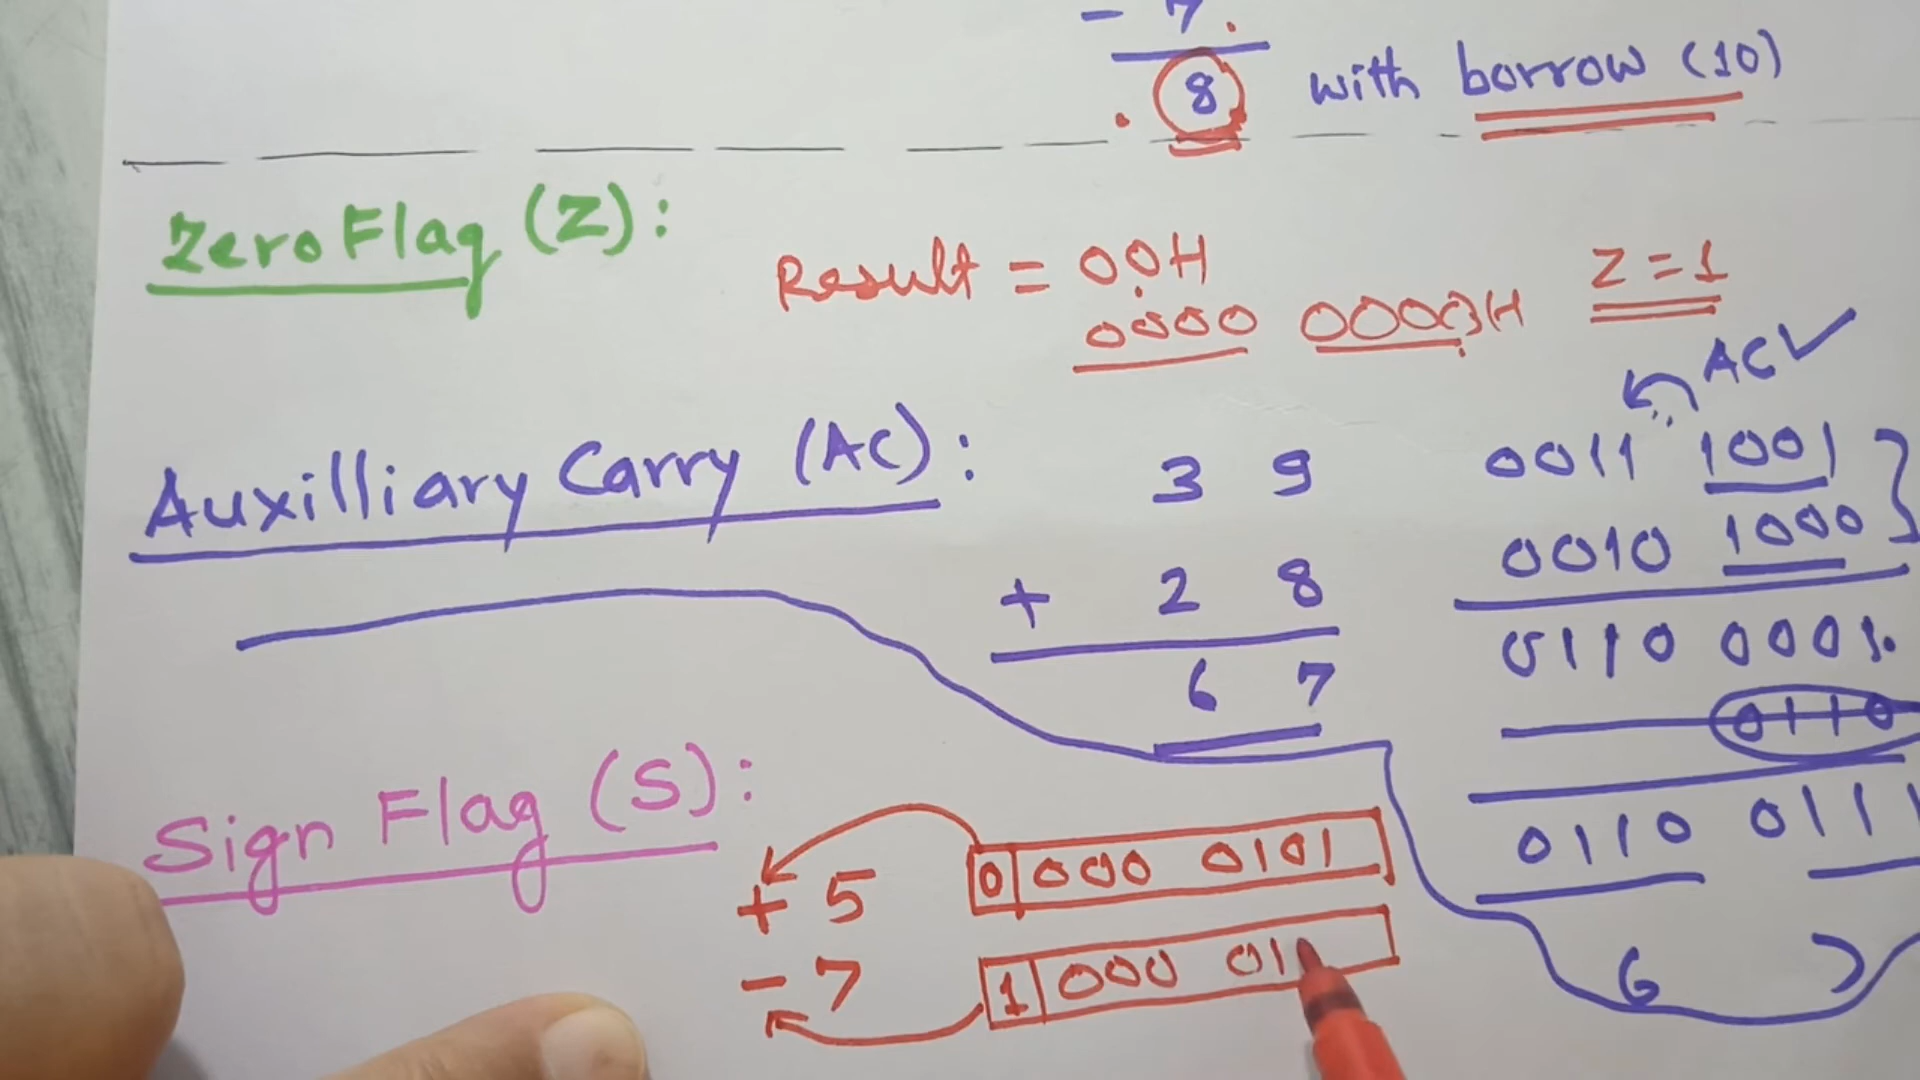 - 7.
8 with borrow (10)
Zero Flag (Z):
Result = 00H Z = 1
0000 0000H
AC✓
Auxilliary Carry (AC): 3 9 0011 1001
+ 2 8 0010 1000
6 7 0110 0001
0110
0110 0111
6
Sign Flag (S):
+ 5 0 000 0101
- 7 1 000 011